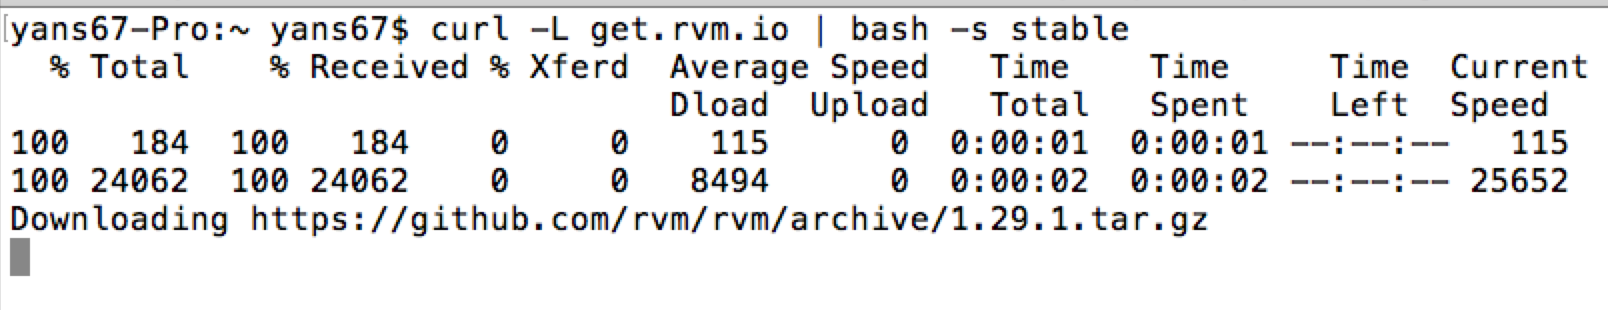 [yans67-Pro:~ yans67$ curl -L get.rvm.io | bash -s stable
% Total % Received % Xferd Average Speed Time Time Time Current
Dload Upload Total Spent Left Speed
100 184 100 184 0 0 115 0 0:00:01 0:00:01 --:--:-- 115
100 24062 100 24062 0 0 8494 0 0:00:02 0:00:02 --:--:-- 25652
Downloading https://github.com/rvm/rvm/archive/1.29.1.tar.gz